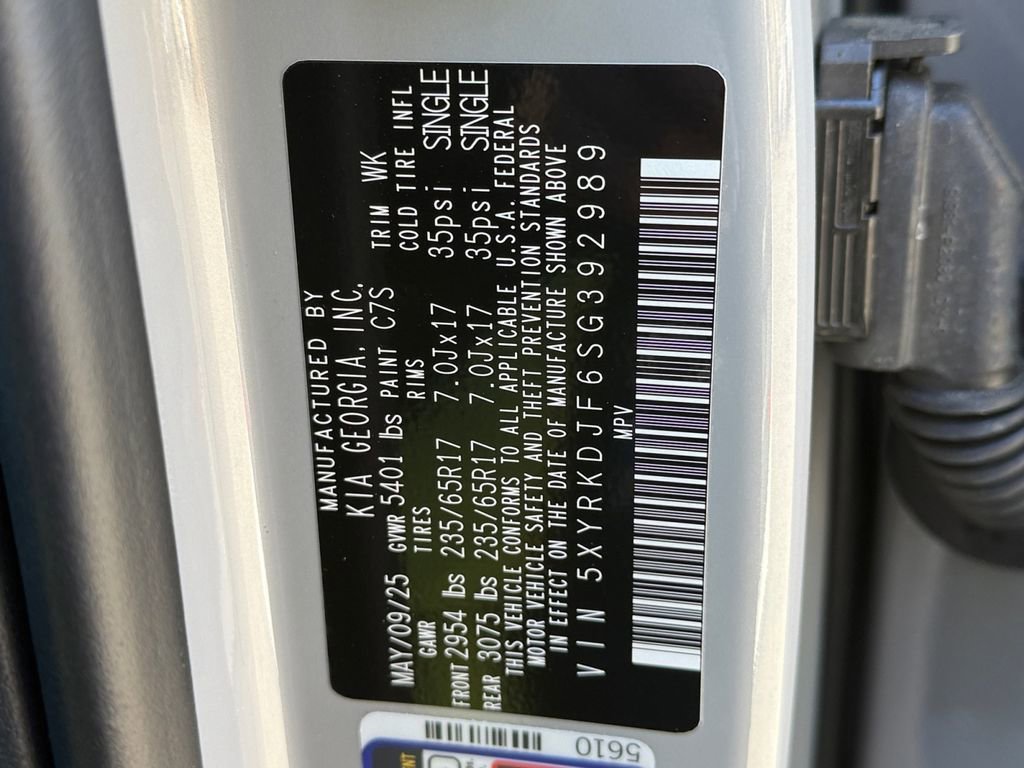 MANUFACTURED BY
KIA GEORGIA, INC.
MAY/09/25 GVWR 5401 lbs PAINT C7S TRIM WK
GAWR TIRES RIMS COLD TIRE INFL
FRONT 2954 lbs 235/65R17 7.0Jx17 35psi SINGLE
REAR 3075 lbs 235/65R17 7.0Jx17 35psi SINGLE
THIS VEHICLE CONFORMS TO ALL APPLICABLE U.S.A. FEDERAL
MOTOR VEHICLE SAFETY AND THEFT PREVENTION STANDARDS
IN EFFECT ON THE DATE OF MANUFACTURE SHOWN ABOVE
VIN 5XYRKDJF6SG392989
MPV
5610